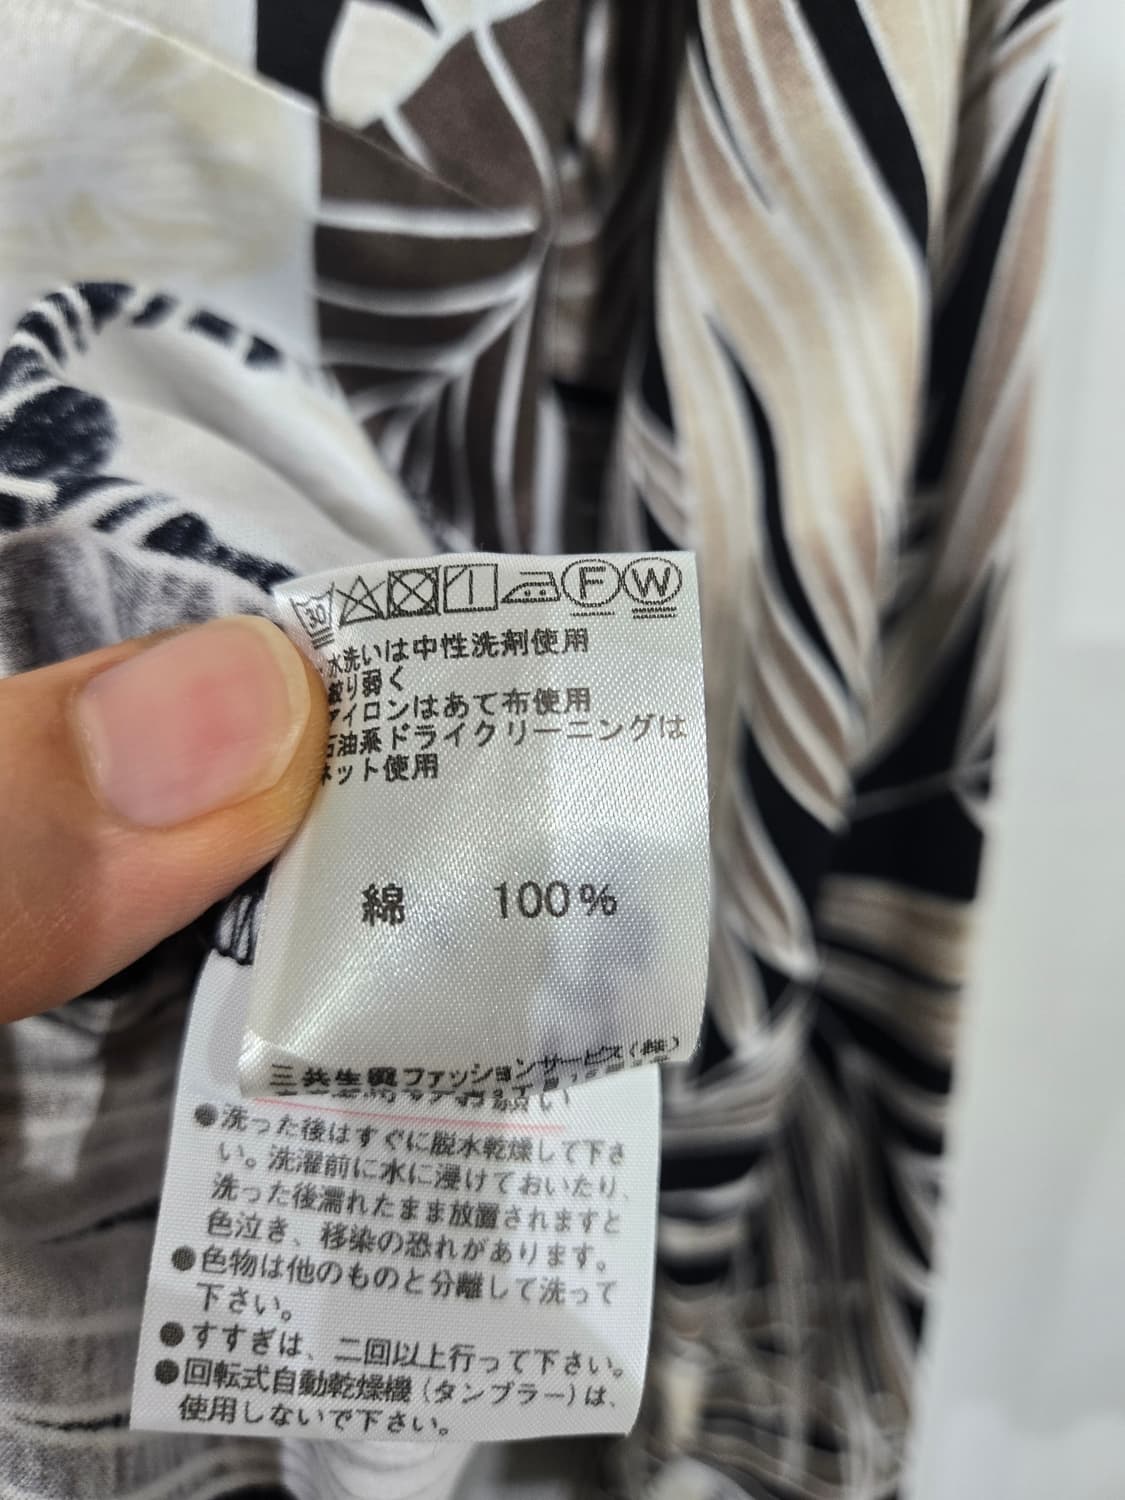 30 F W
水洗いは中性洗剤使用
絞り弱く
アイロンはあて布使用
石油系ドライクリーニングは
ネット使用
綿 100%
三共生興ファッションサービス(株)
お願い
●洗った後はすぐに脱水乾燥して下さ
い。洗濯前に水に浸けておいたり、
洗った後濡れたまま放置されますと
色泣き、移染の恐れがあります。
●色物は他のものと分離して洗って
下さい。
●すすぎは、二回以上行って下さい。
●回転式自動乾燥機(タンブラー)は、
使用しないで下さい。